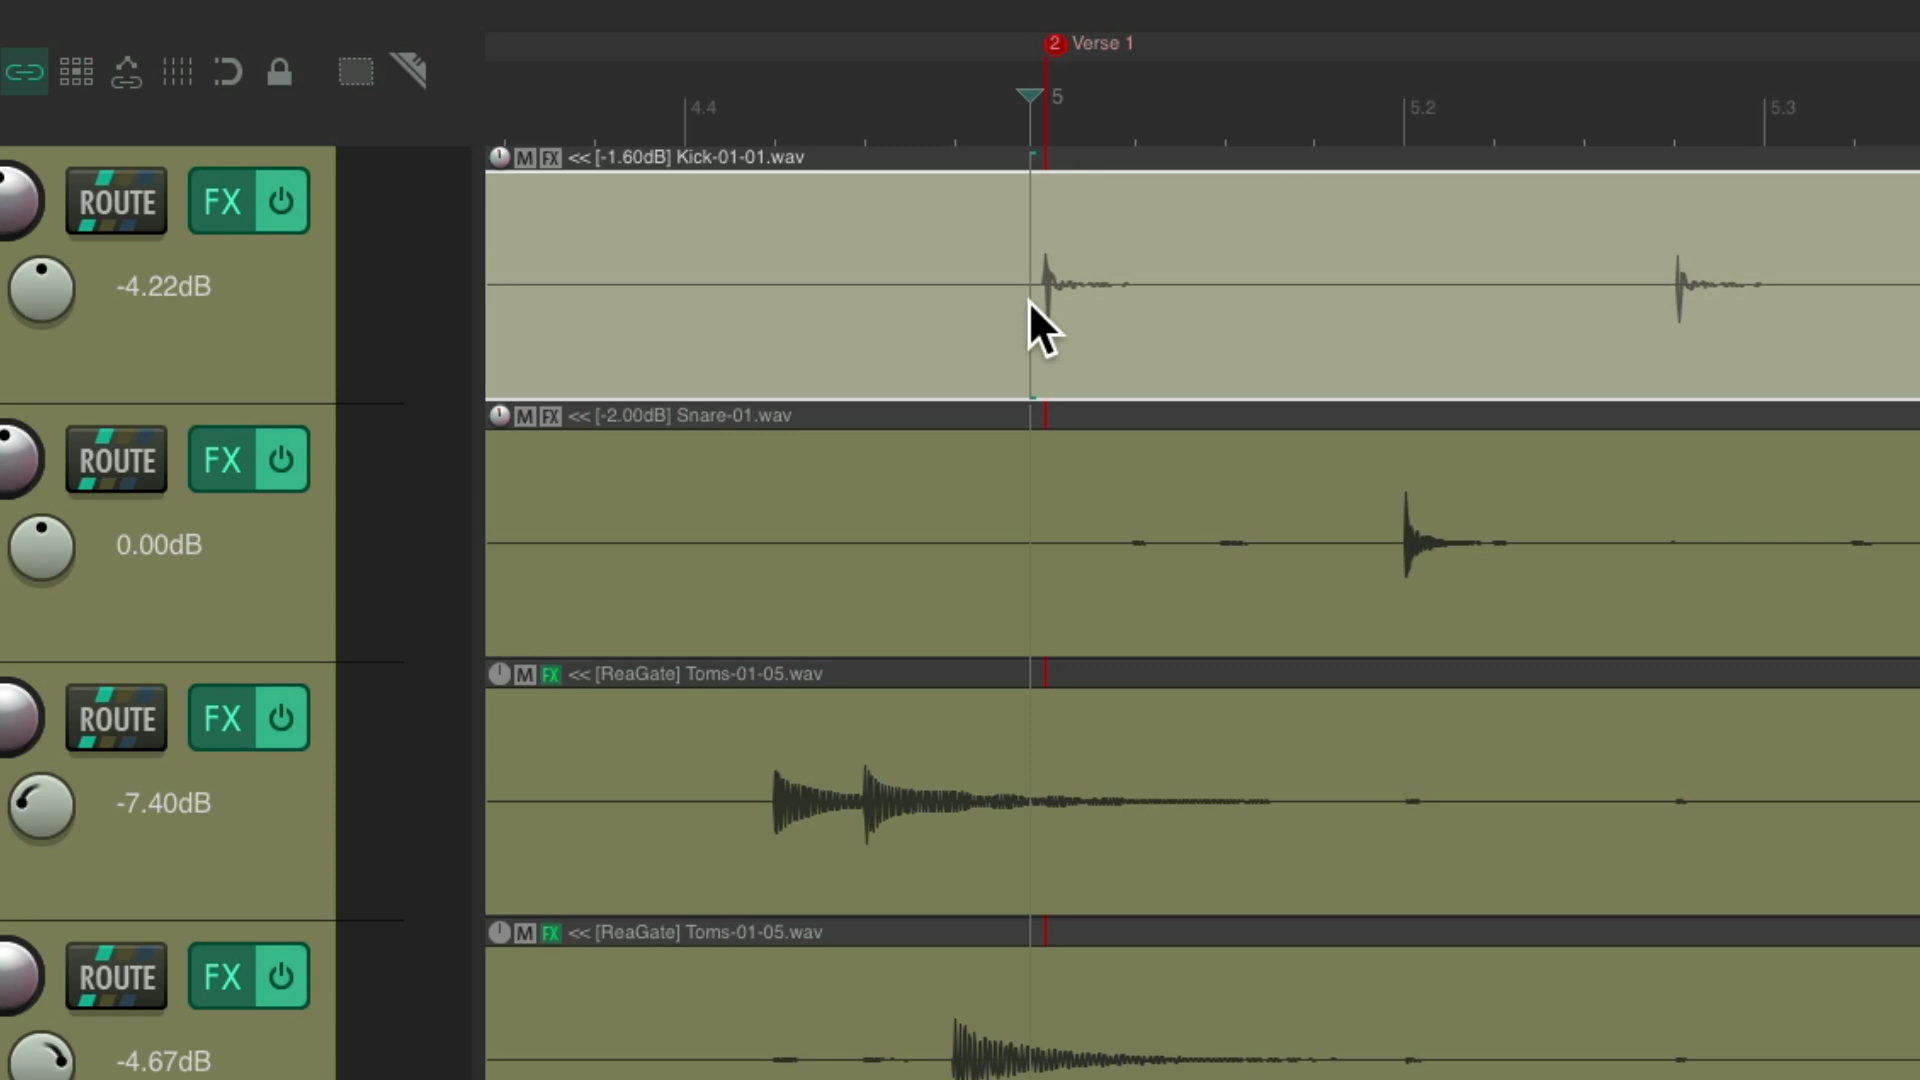 2 Verse 1
4.4 5 5.2 5.3
M FX << [-1.60dB] Kick-01-01.wav
ROUTE FX
-4.22dB
M FX << [-2.00dB] Snare-01.wav
ROUTE FX
0.00dB
M FX << [ReaGate] Toms-01-05.wav
ROUTE FX
-7.40dB
M FX << [ReaGate] Toms-01-05.wav
ROUTE FX
-4.67dB